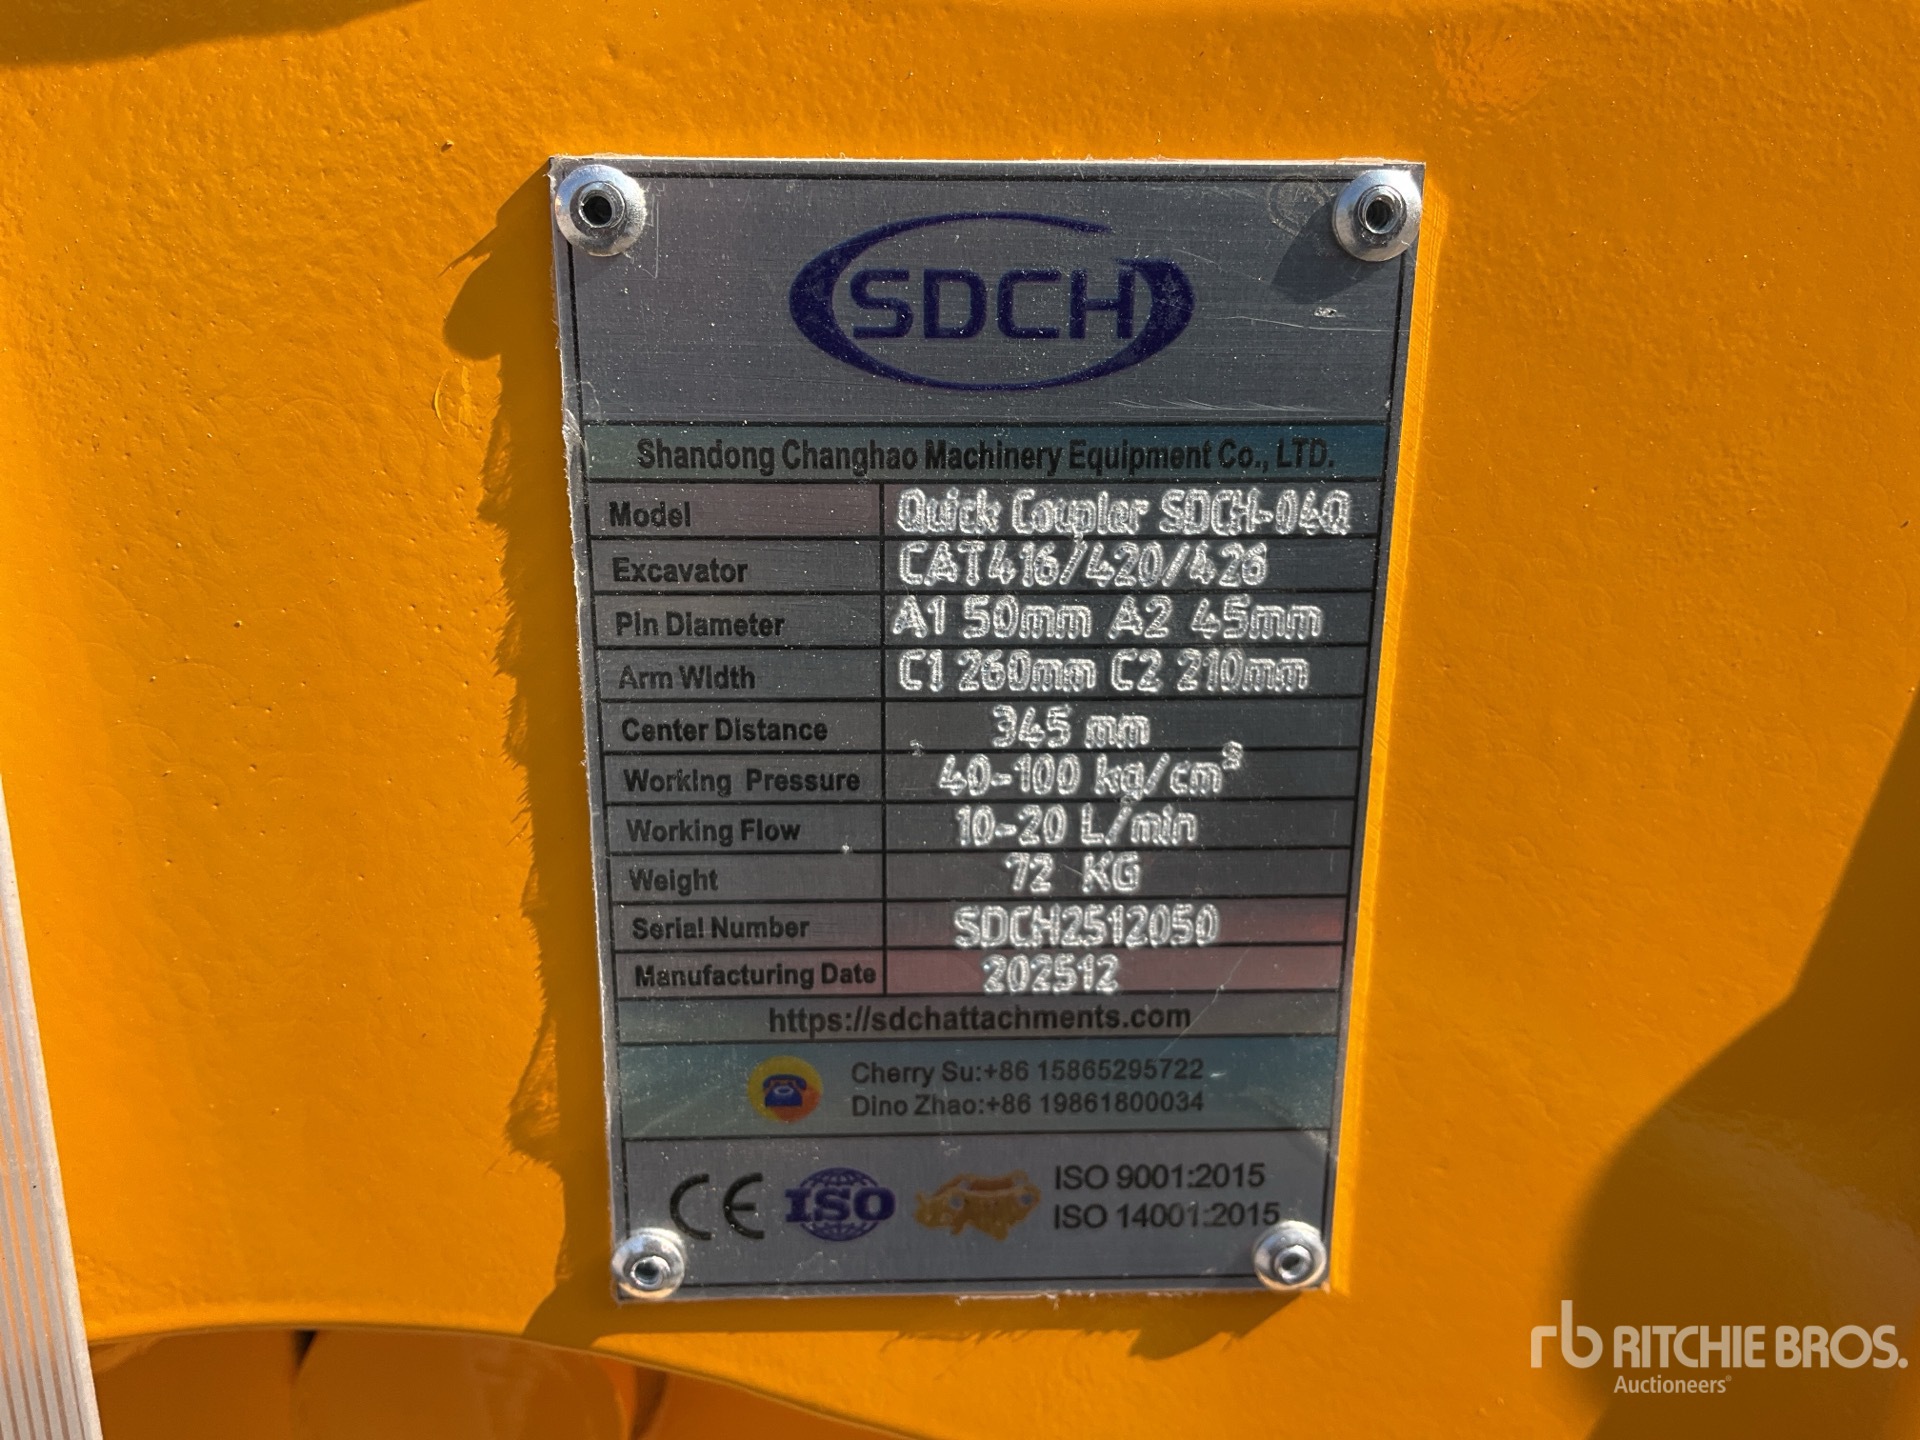 SDCH
Shandong Changhao Machinery Equipment Co., LTD.
Model Quick Coupler SDCH-04Q
Excavator CAT416/420/426
Pin Diameter A1 50mm A2 45mm
Arm Width C1 260mm C2 210mm
Center Distance 345 mm
Working Pressure 40-100 kg/cm³
Working Flow 10-20 L/min
Weight 72 KG
Serial Number SDCH2512050
Manufacturing Date 202512
https://sdchattachments.com
Cherry Su:+86 15865295722
Dino Zhao:+86 19861800034
CE ISO ISO 9001:2015
ISO 14001:2015
rb RITCHIE BROS.
Auctioneers